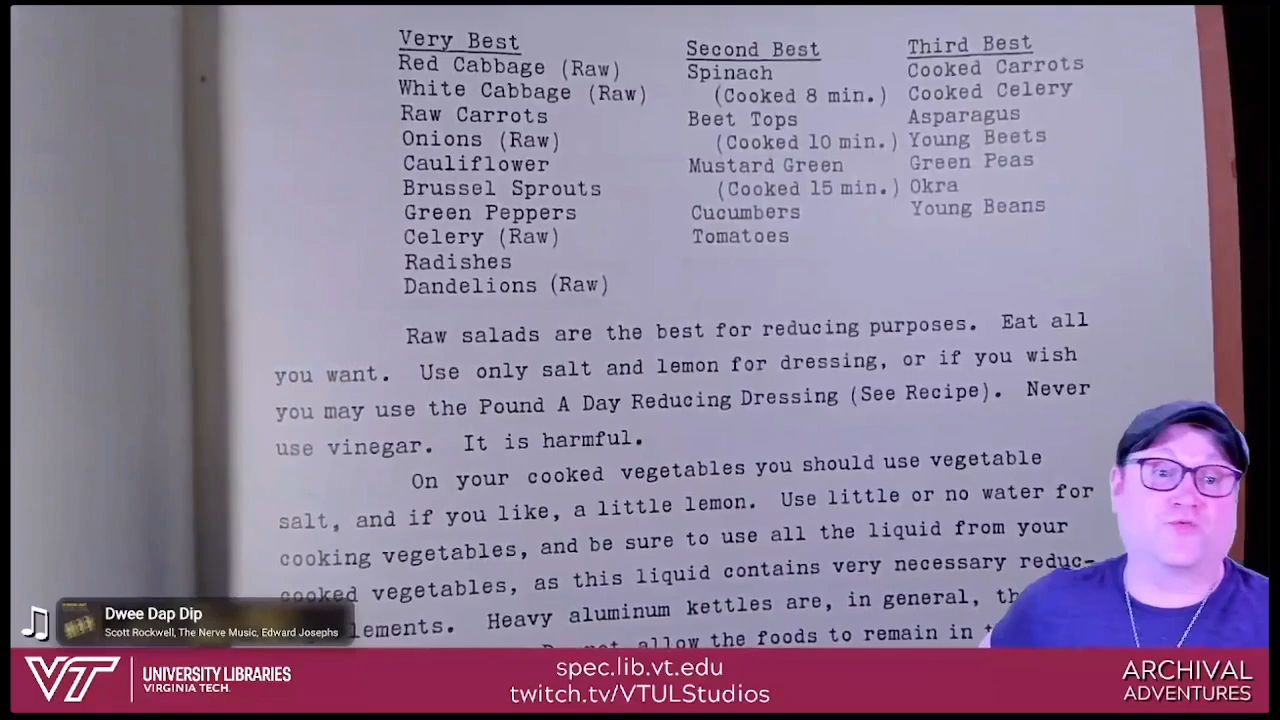 Very Best
Red Cabbage (Raw)
White Cabbage (Raw)
Raw Carrots
Onions (Raw)
Cauliflower
Brussel Sprouts
Green Peppers
Celery (Raw)
Radishes
Dandelions (Raw)
Second Best
Spinach
(Cooked 8 min.)
Beet Tops
(Cooked 10 min.)
Mustard Green
(Cooked 15 min.)
Cucumbers
Tomatoes
Third Best
Cooked Carrots
Cooked Celery
Asparagus
Young Beets
Green Peas
Okra
Young Beans
Raw salads are the best for reducing purposes. Eat all
you want. Use only salt and lemon for dressing, or if you wish
you may use the Pound A Day Reducing Dressing (See Recipe). Never
use vinegar. It is harmful.
On your cooked vegetables you should use vegetable
salt, and if you like, a little lemon. Use little or no water for
cooking vegetables, and be sure to use all the liquid from your
cooked vegetables, as this liquid contains very necessary reduc-
lements. Heavy aluminum kettles are, in general,
allow the foods to remain in
Dwee Dap Dip
Scott Rockwell, The Nerve Music, Edward Josephs
VT
UNIVERSITY LIBRARIES
VIRGINIA TECH.
spec.lib.vt.edu
twitch.tv/VTULStudios
ARCHIVAL
ADVENTURES